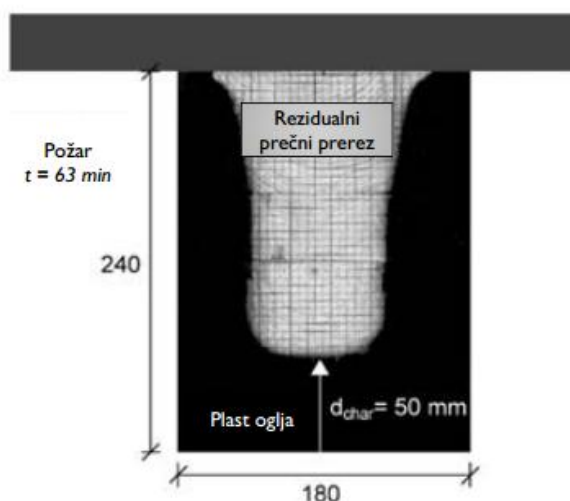 Rezidualni
prečni prerez
Požar
t = 63 min
240
Plast oglja
d_char= 50 mm
180